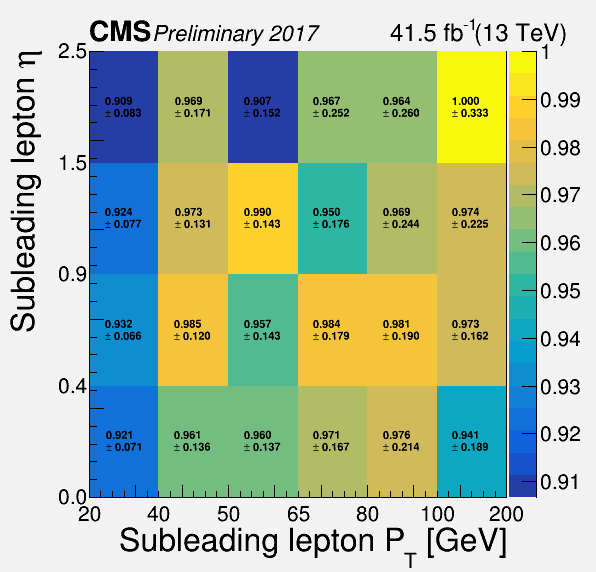 CMS Preliminary 2017 41.5 fb⁻¹(13 TeV)
Subleading lepton η
2.5
1.5
0.9
0.4
0.0
0.909 0.969 0.907 0.967 0.964 1.000
± 0.083 ± 0.171 ± 0.152 ± 0.252 ± 0.260 ± 0.333
0.924 0.973 0.990 0.950 0.969 0.974
± 0.077 ± 0.131 ± 0.143 ± 0.176 ± 0.244 ± 0.225
0.932 0.985 0.957 0.984 0.981 0.973
± 0.066 ± 0.120 ± 0.143 ± 0.179 ± 0.190 ± 0.162
0.921 0.961 0.960 0.971 0.976 0.941
± 0.071 ± 0.136 ± 0.137 ± 0.167 ± 0.214 ± 0.189
20 40 50 65 80 100 200
Subleading lepton P_T [GeV]
1
0.99
0.98
0.97
0.96
0.95
0.94
0.93
0.92
0.91